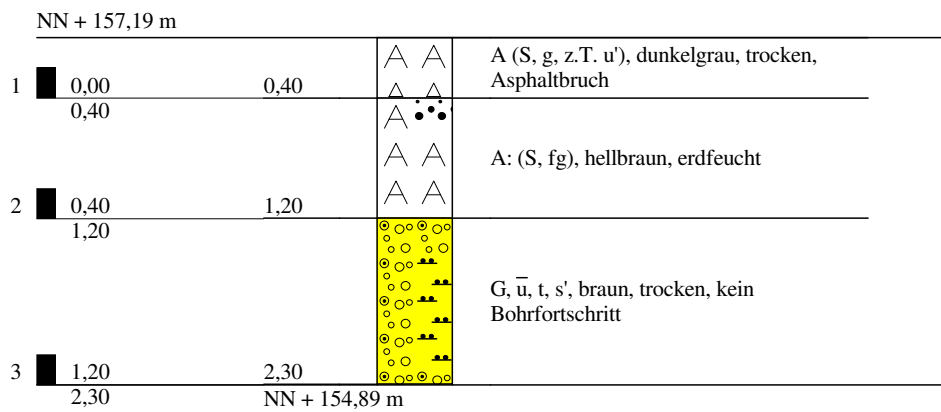 NN + 157,19 m
A (S, g, z.T. u'), dunkelgrau, trocken,
Asphaltbruch
1 0,00 0,40
0,40
A: (S, fg), hellbraun, erdfeucht
2 0,40 1,20
1,20
G, u̅, t, s', braun, trocken, kein
Bohrfortschritt
3 1,20 2,30
2,30 NN + 154,89 m